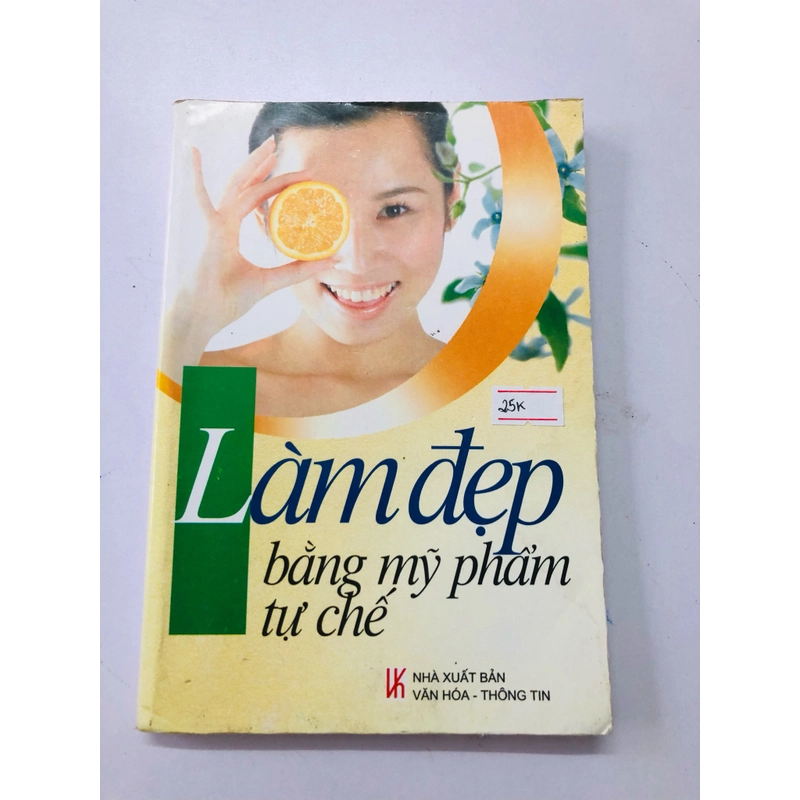 25K
Làm đẹp
bằng mỹ phẩm
tự chế
NHÀ XUẤT BẢN
VĂN HÓA - THÔNG TIN